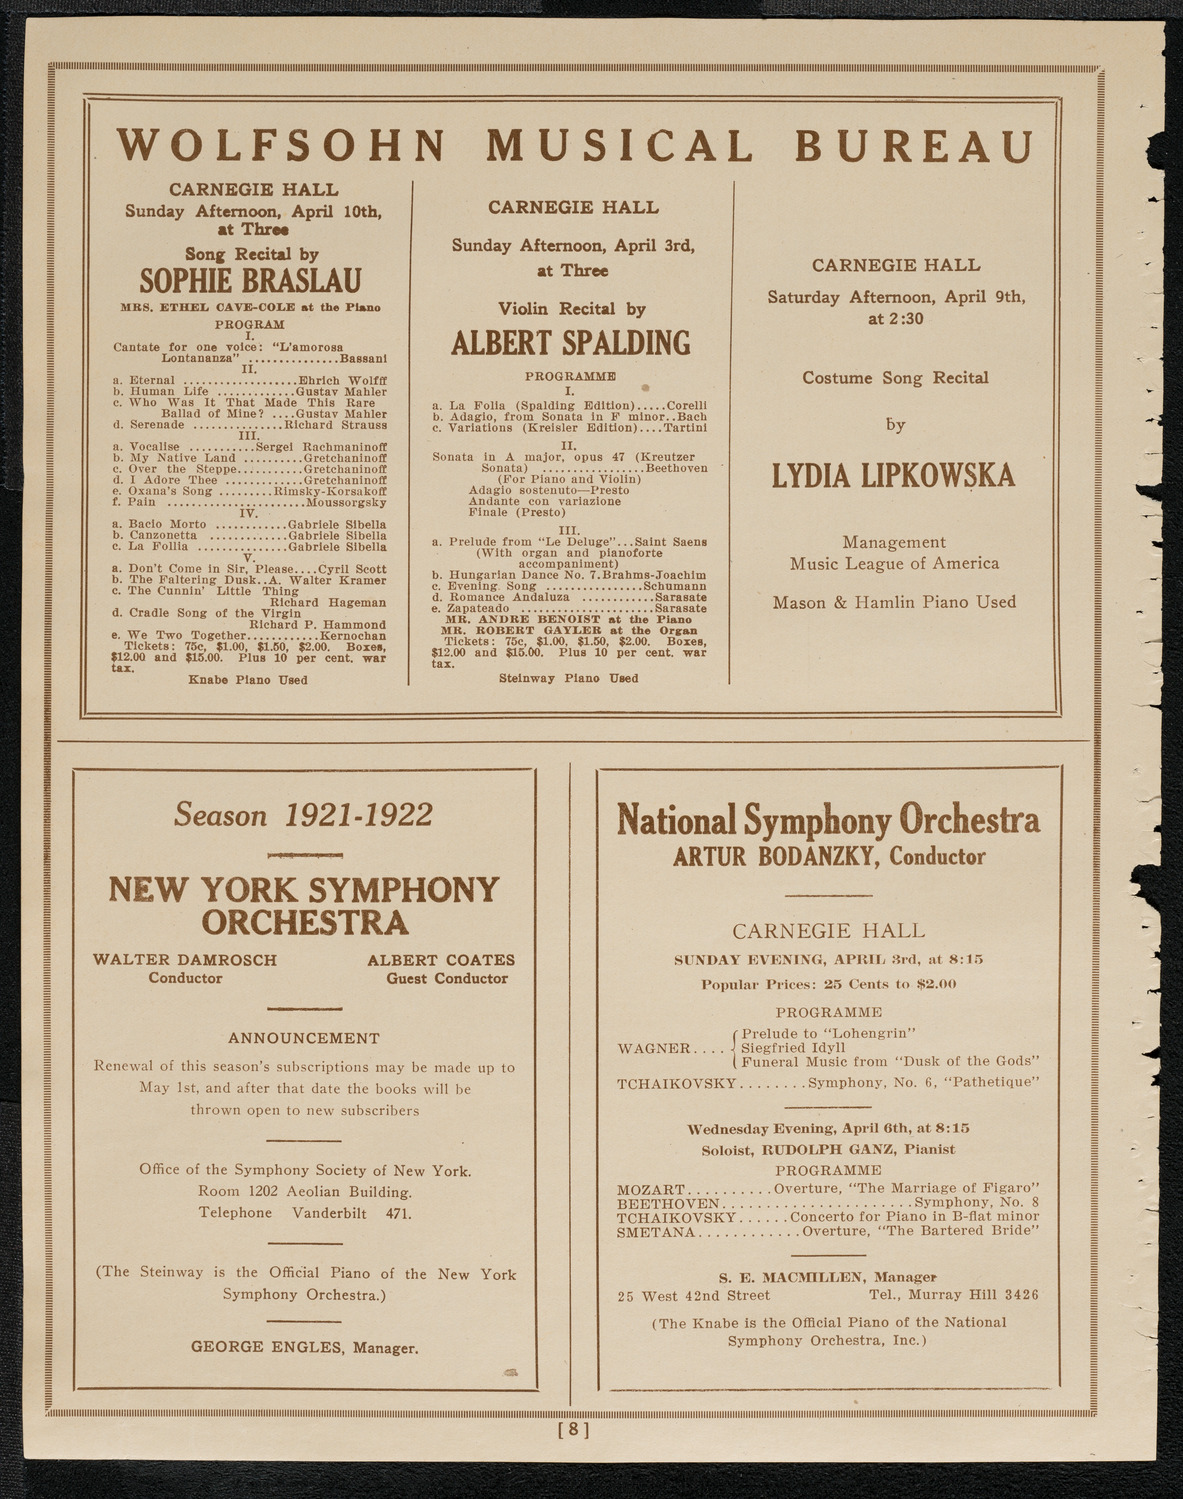 WOLFSOHN MUSICAL BUREAU
CARNEGIE HALL
Sunday Afternoon, April 10th,
at Three
Song Recital by
SOPHIE BRASLAU
MRS. ETHEL CAVE-COLE at the Piano
PROGRAM
I.
Cantate for one voice: "L'amorosa
Lontananza" ...............Bassani
II.
a. Eternal ...................Ehrich Wolff
b. Human Life .............Gustav Mahler
c. Who Was It That Made This Rare
Ballad of Mine? ....Gustav Mahler
d. Serenade ...............Richard Strauss
III.
a. Vocalise ...........Sergei Rachmaninoff
b. My Native Land ..........Gretchaninoff
c. Over the Steppe...........Gretchaninoff
d. I Adore Thee .............Gretchaninoff
e. Oxana's Song .........Rimsky-Korsakoff
f. Pain .......................Moussorgsky
IV.
a. Bacio Morto ............Gabriele Sibella
b. Canzonetta .............Gabriele Sibella
c. La Follia ...............Gabriele Sibella
V.
a. Don't Come in Sir, Please....Cyril Scott
b. The Faltering Dusk..A. Walter Kramer
c. The Cunnin' Little Thing
Richard Hageman
d. Cradle Song of the Virgin
Richard P. Hammond
e. We Two Together............Kernochan
Tickets: 75c, $1.00, $1.50, $2.00. Boxes,
$12.00 and $15.00. Plus 10 per cent. war
tax.
Knabe Piano Used
CARNEGIE HALL
Sunday Afternoon, April 3rd,
at Three
Violin Recital by
ALBERT SPALDING
PROGRAMME
I.
a. La Folia (Spalding Edition).....Corelli
b. Adagio, from Sonata in F minor..Bach
c. Variations (Kreisler Edition)....Tartini
II.
Sonata in A major, opus 47 (Kreutzer
Sonata) .................Beethoven
(For Piano and Violin)
Adagio sostenuto—Presto
Andante con variazione
Finale (Presto)
III.
a. Prelude from "Le Deluge"...Saint Saens
(With organ and pianoforte
accompaniment)
b. Hungarian Dance No. 7.Brahms-Joachim
c. Evening Song ................Schumann
d. Romance Andaluza ............Sarasate
e. Zapateado ......................Sarasate
MR. ANDRE BENOIST at the Piano
MR. ROBERT GAYLER at the Organ
Tickets: 75c, $1.00, $1.50, $2.00. Boxes,
$12.00 and $15.00. Plus 10 per cent. war
tax.
Steinway Piano Used
CARNEGIE HALL
Saturday Afternoon, April 9th,
at 2:30
Costume Song Recital
by
LYDIA LIPKOWSKA
Management
Music League of America
Mason & Hamlin Piano Used
Season 1921-1922
NEW YORK SYMPHONY
ORCHESTRA
WALTER DAMROSCH ALBERT COATES
Conductor Guest Conductor
ANNOUNCEMENT
Renewal of this season's subscriptions may be made up to
May 1st, and after that date the books will be
thrown open to new subscribers
Office of the Symphony Society of New York.
Room 1202 Aeolian Building.
Telephone Vanderbilt 471.
(The Steinway is the Official Piano of the New York
Symphony Orchestra.)
GEORGE ENGLES, Manager.
National Symphony Orchestra
ARTUR BODANZKY, Conductor
CARNEGIE HALL
SUNDAY EVENING, APRIL 3rd, at 8:15
Popular Prices: 25 Cents to $2.00
PROGRAMME
Prelude to "Lohengrin"
WAGNER.... Siegfried Idyll
Funeral Music from "Dusk of the Gods"
TCHAIKOVSKY........Symphony, No. 6, "Pathetique"
Wednesday Evening, April 6th, at 8:15
Soloist, RUDOLPH GANZ, Pianist
PROGRAMME
MOZART..........Overture, "The Marriage of Figaro"
BEETHOVEN......................Symphony, No. 8
TCHAIKOVSKY......Concerto for Piano in B-flat minor
SMETANA............Overture, "The Bartered Bride"
S. E. MACMILLEN, Manager
25 West 42nd Street Tel., Murray Hill 3426
(The Knabe is the Official Piano of the National
Symphony Orchestra, Inc.)
[ 8 ]